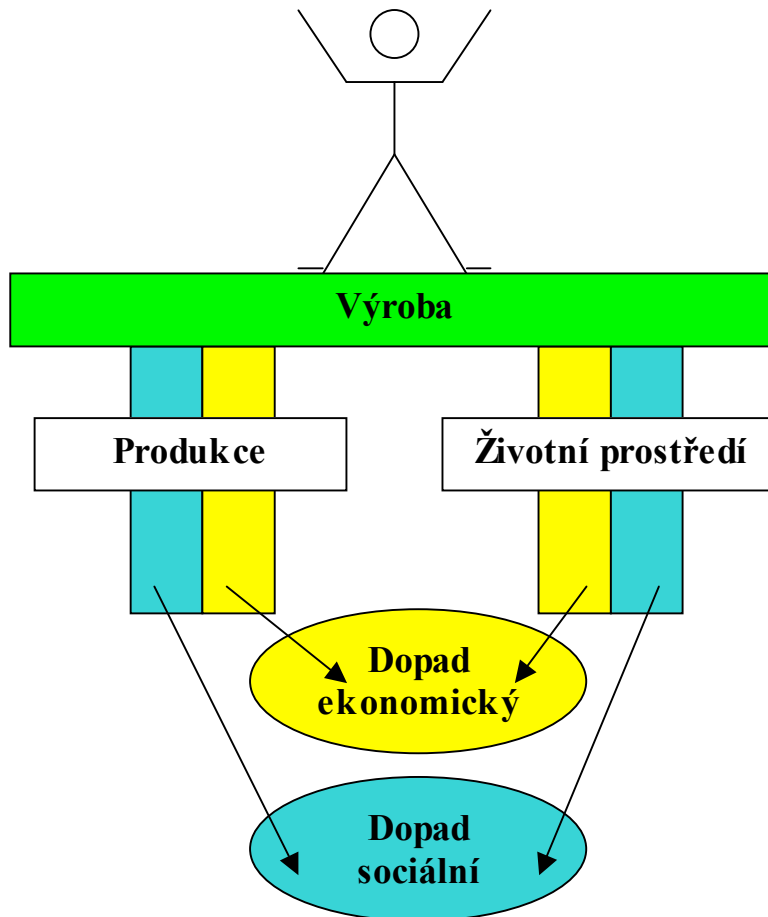 Výroba
Produkce
Životní prostředí
Dopad
ekonomický
Dopad
sociální